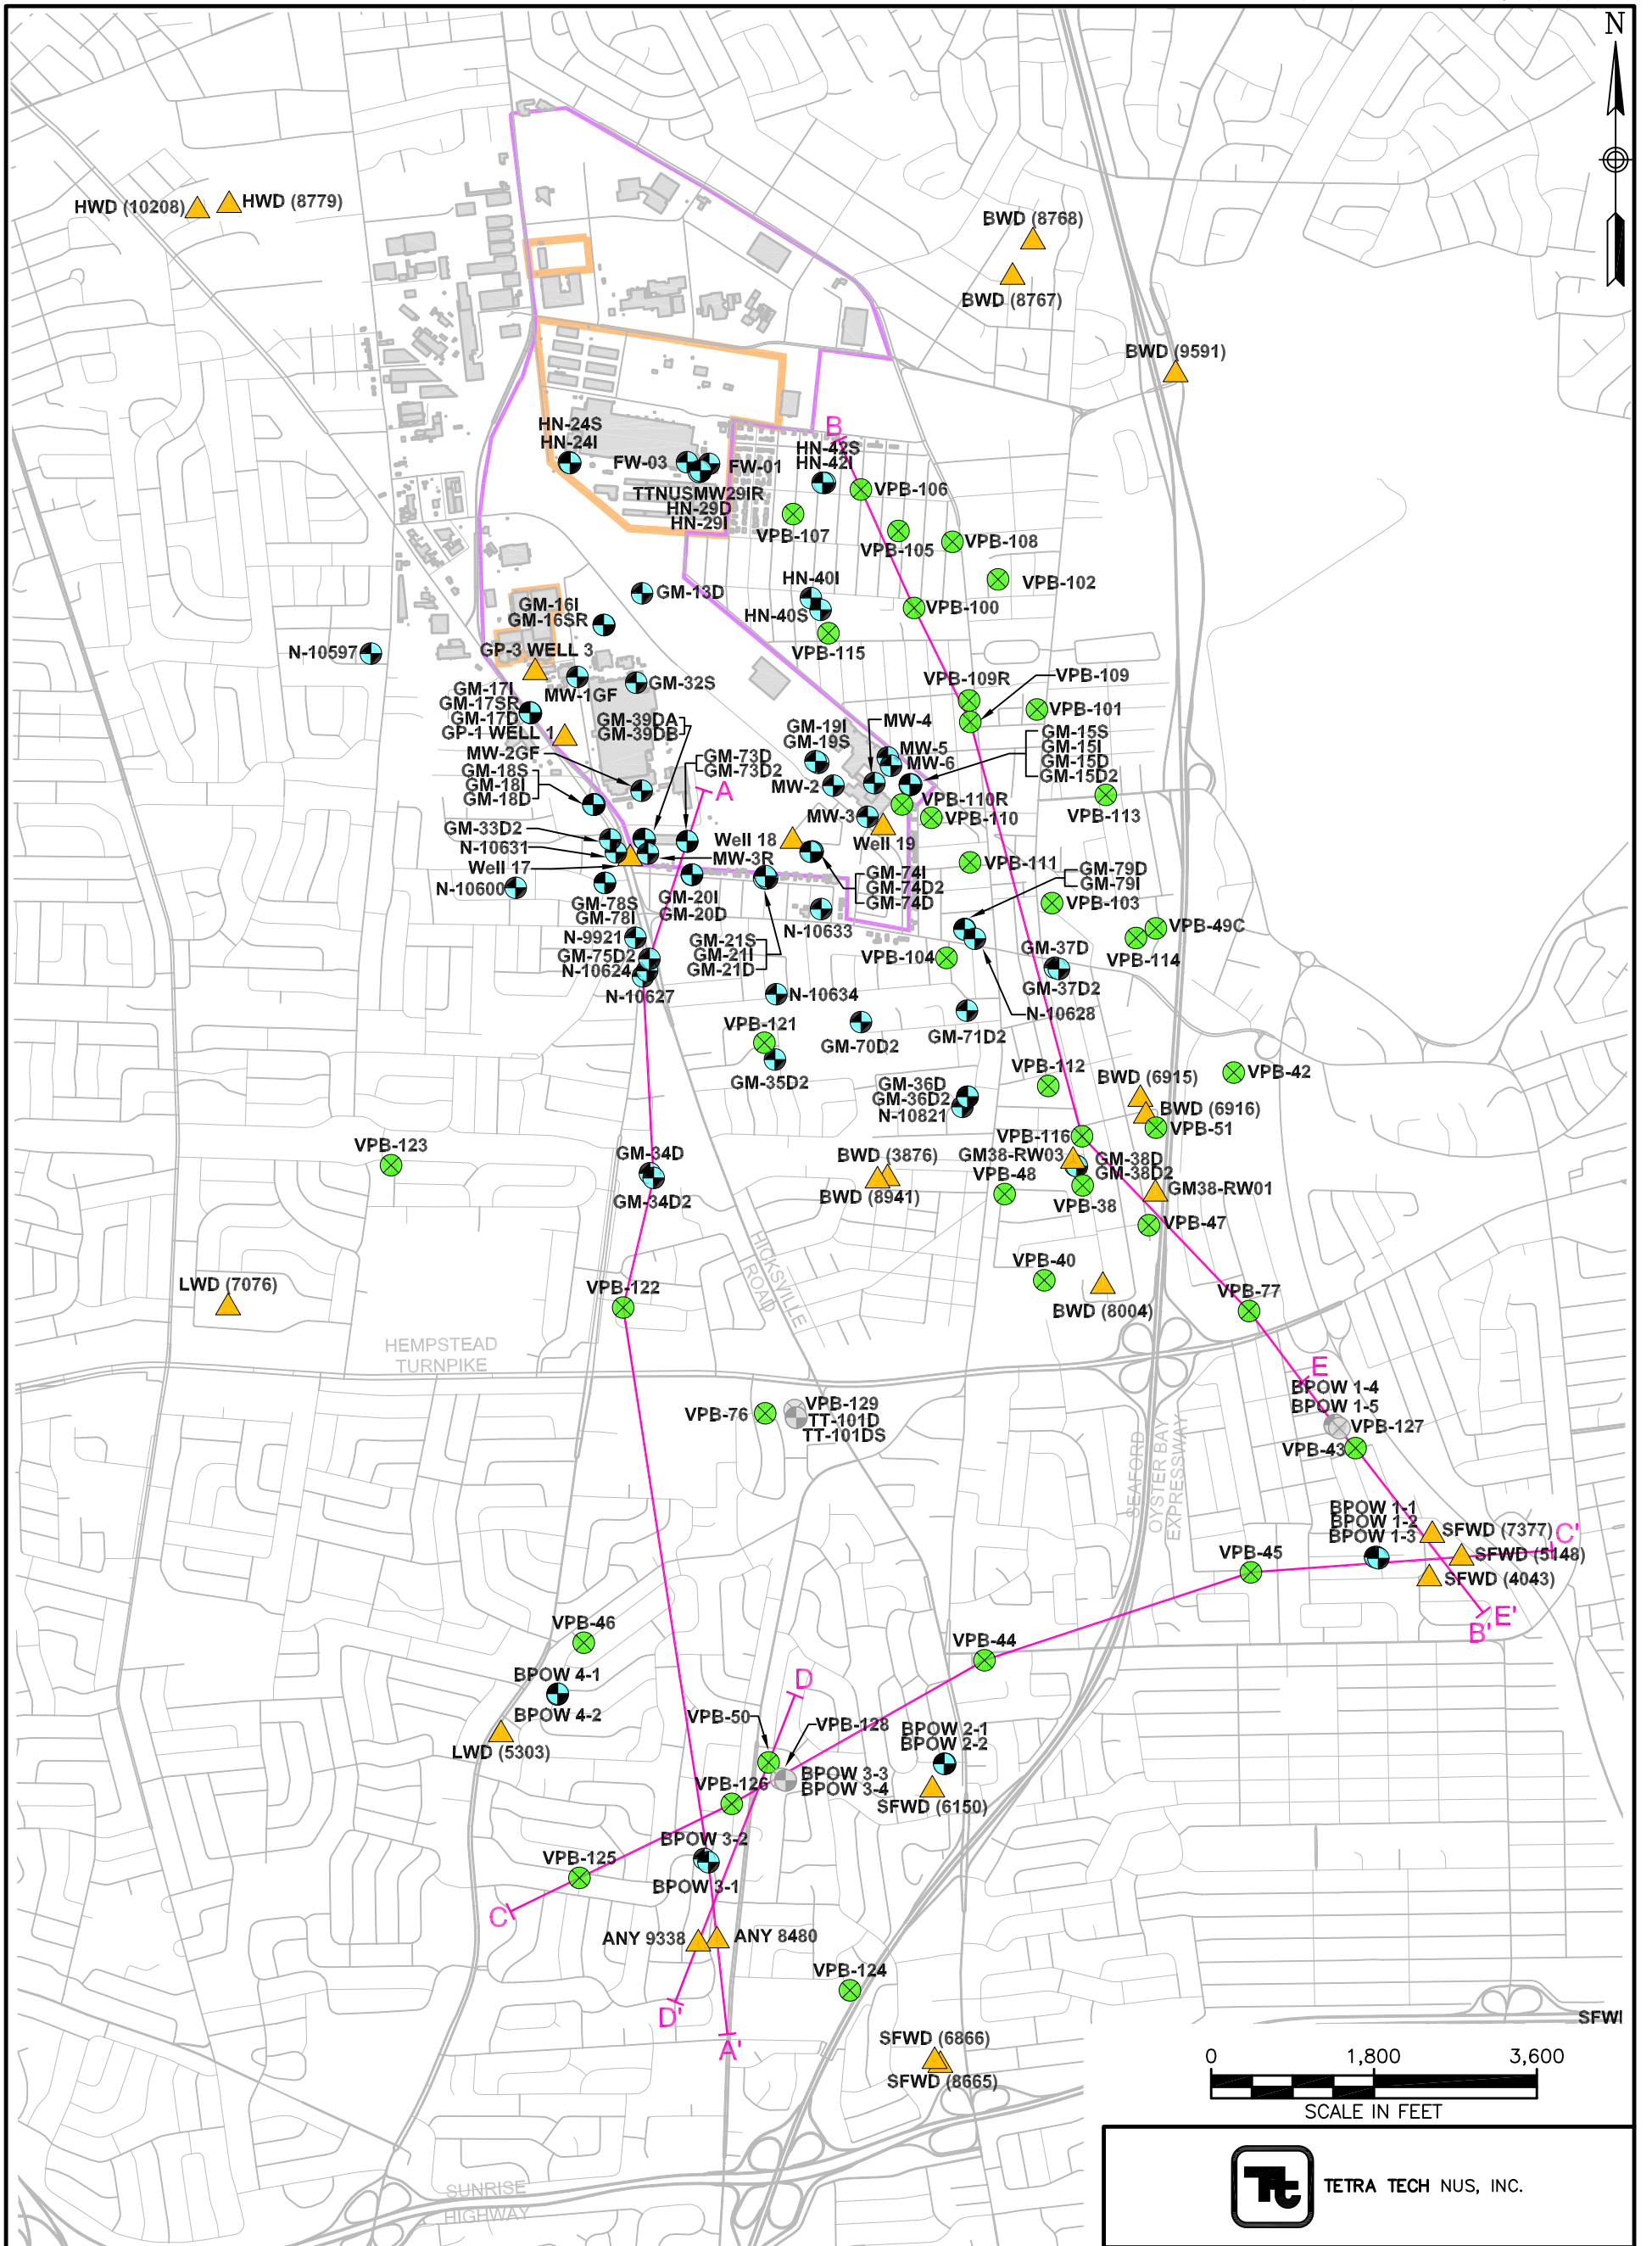 N
HWD (10208)
HWD (8779)
BWD (8768)
BWD (8767)
BWD (9591)
HN-24S
HN-24I
FW-03
FW-01
TTNUSMW29IR
HN-29D
HN-29I
B
HN-42S
HN-42I
VPB-106
VPB-107
VPB-105
VPB-108
VPB-102
GM-13D
HN-40I
HN-40S
VPB-100
VPB-115
GM-16I
GM-16SR
N-10597
GP-3 WELL 3
MW-1GF
GM-32S
VPB-109R
VPB-109
VPB-101
GM-17I
GM-17SR
GM-17D
GP-1 WELL 1
GM-39DA
GM-39DB
MW-2GF
GM-73D
GM-73D2
A
GM-18S
GM-18I
GM-18D
GM-19I
GM-19S
MW-4
MW-5
MW-6
MW-2
GM-15S
GM-15I
GM-15D
GM-15D2
VPB-110R
VPB-110
VPB-113
MW-3
Well 19
Well 18
GM-33D2
N-10631
Well 17
N-10600
MW-3R
VPB-111
GM-79D
GM-79I
GM-74I
GM-74D2
GM-74D
VPB-103
GM-78S
GM-78I
GM-20I
GM-20D
N-10633
VPB-49C
VPB-114
N-9921
GM-75D2
N-10624
N-10627
GM-21S
GM-21I
GM-21D
VPB-104
GM-37D
GM-37D2
N-10634
N-10628
VPB-121
GM-70D2
GM-71D2
GM-35D2
VPB-112
VPB-42
GM-36D
GM-36D2
N-10821
BWD (6915)
BWD (6916)
VPB-51
VPB-116
VPB-123
GM-34D
GM-34D2
BWD (3876)
BWD (8941)
GM38-RW03
GM-38D
GM-38D2
VPB-48
VPB-38
GM38-RW01
VPB-47
HICKSVILLE
ROAD
VPB-40
BWD (8004)
VPB-77
LWD (7076)
VPB-122
HEMPSTEAD
TURNPIKE
E
BPOW 1-4
BPOW 1-5
VPB-127
VPB-43
VPB-76
VPB-129
TT-101D
TT-101DS
SEAFORD
OYSTER BAY
EXPRESSWAY
BPOW 1-1
BPOW 1-2
BPOW 1-3
SFWD (7377)
C'
SFWD (5148)
SFWD (4043)
VPB-45
E'
B'
VPB-46
VPB-44
BPOW 4-1
BPOW 4-2
D
LWD (5303)
VPB-50
VPB-128
BPOW 2-1
BPOW 2-2
BPOW 3-3
BPOW 3-4
VPB-126
SFWD (6150)
BPOW 3-2
BPOW 3-1
VPB-125
C
ANY 9338
ANY 8480
VPB-124
D'
A'
SFWD (6866)
SFWD (8665)
SFWI
0 1,800 3,600
SCALE IN FEET
SUNRISE
HIGHWAY
Tt
TETRA TECH NUS, INC.